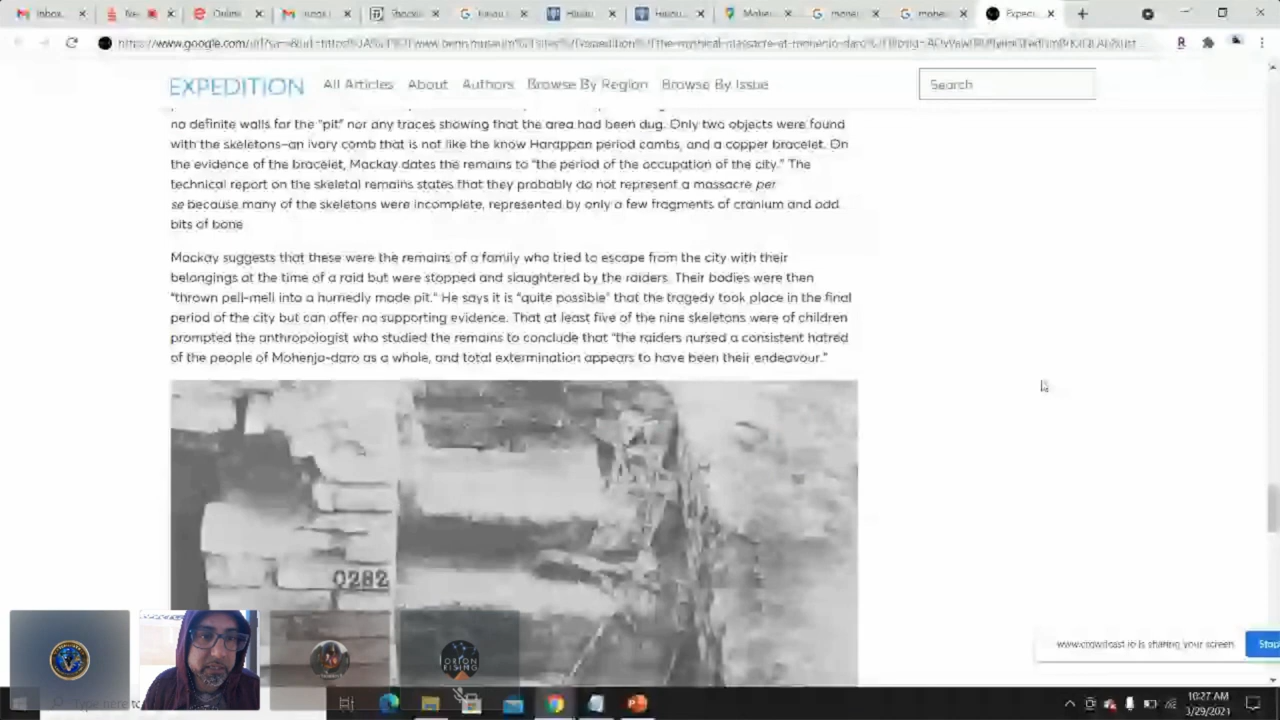 Inbox
Online
EXPEDITION All Articles About Authors Browse By Region Browse By Issue
Search
no definite walls for the "pit" nor any traces showing that the area had been dug. Only two objects were found
with the skeletons—an ivory comb that is not like the know Harappan period combs, and a copper bracelet. On
the evidence of the bracelet, Mackay dates the remains to "the period of the occupation of the city." The
technical report on the skeletal remains states that they probably do not represent a massacre per
se because many of the skeletons were incomplete, represented by only a few fragments of cranium and odd
bits of bone
Mackay suggests that these were the remains of a family who tried to escape from the city with their
belongings at the time of a raid but were stopped and slaughtered by the raiders. Their bodies were then
"thrown pell-mell into a hurriedly made pit." He says it is "quite possible" that the tragedy took place in the final
period of the city but can offer no supporting evidence. That at least five of the nine skeletons were of children
prompted the anthropologist who studied the remains to conclude that "the raiders nursed a consistent hatred
of the people of Mohenjo-daro as a whole, and total extermination appears to have been their endeavour."
0282
ORION
RISING
www.crowdcast.io is sharing your screen
Stop
Type here to
10:27 AM
3/29/2021